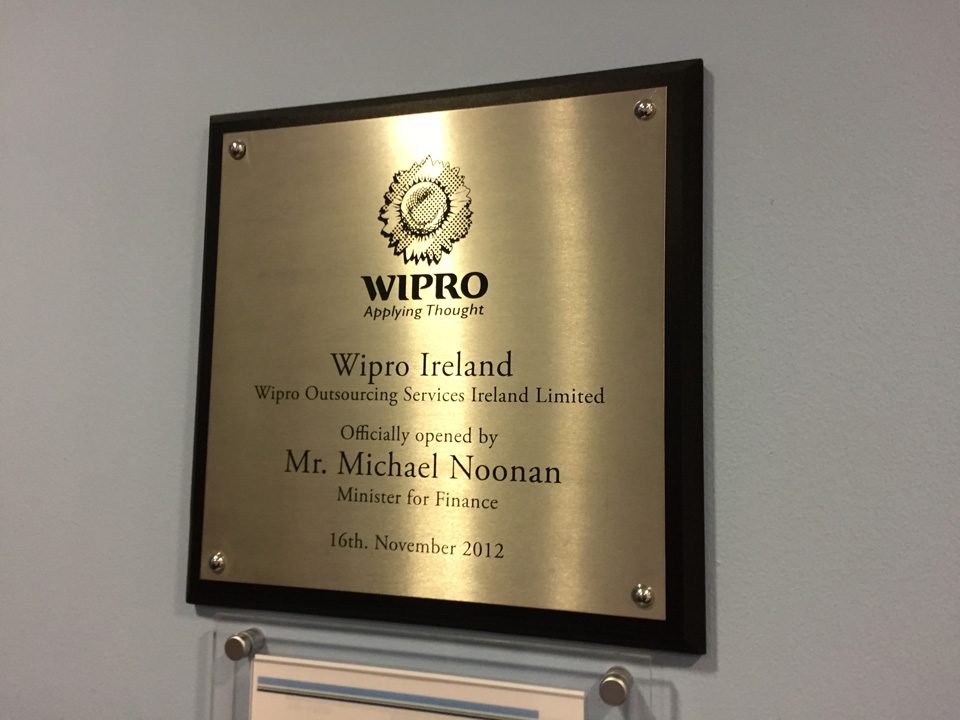 WIPRO
Applying Thought
Wipro Ireland
Wipro Outsourcing Services Ireland Limited
Officially opened by
Mr. Michael Noonan
Minister for Finance
16th. November 2012